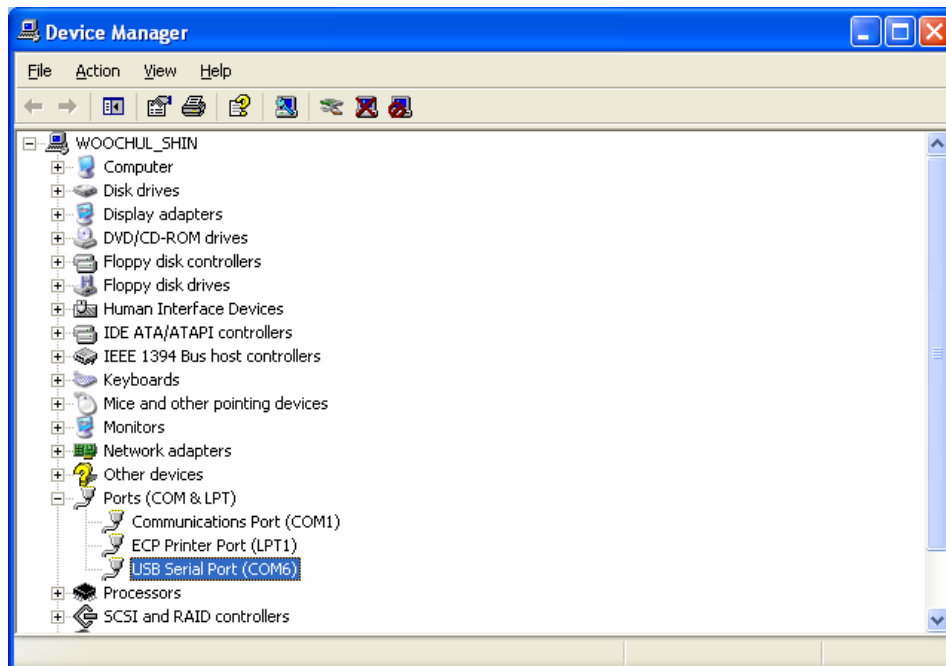 Device Manager
File Action View Help
WOOCHUL_SHIN
Computer
Disk drives
Display adapters
DVD/CD-ROM drives
Floppy disk controllers
Floppy disk drives
Human Interface Devices
IDE ATA/ATAPI controllers
IEEE 1394 Bus host controllers
Keyboards
Mice and other pointing devices
Monitors
Network adapters
Other devices
Ports (COM & LPT)
Communications Port (COM1)
ECP Printer Port (LPT1)
USB Serial Port (COM6)
Processors
SCSI and RAID controllers